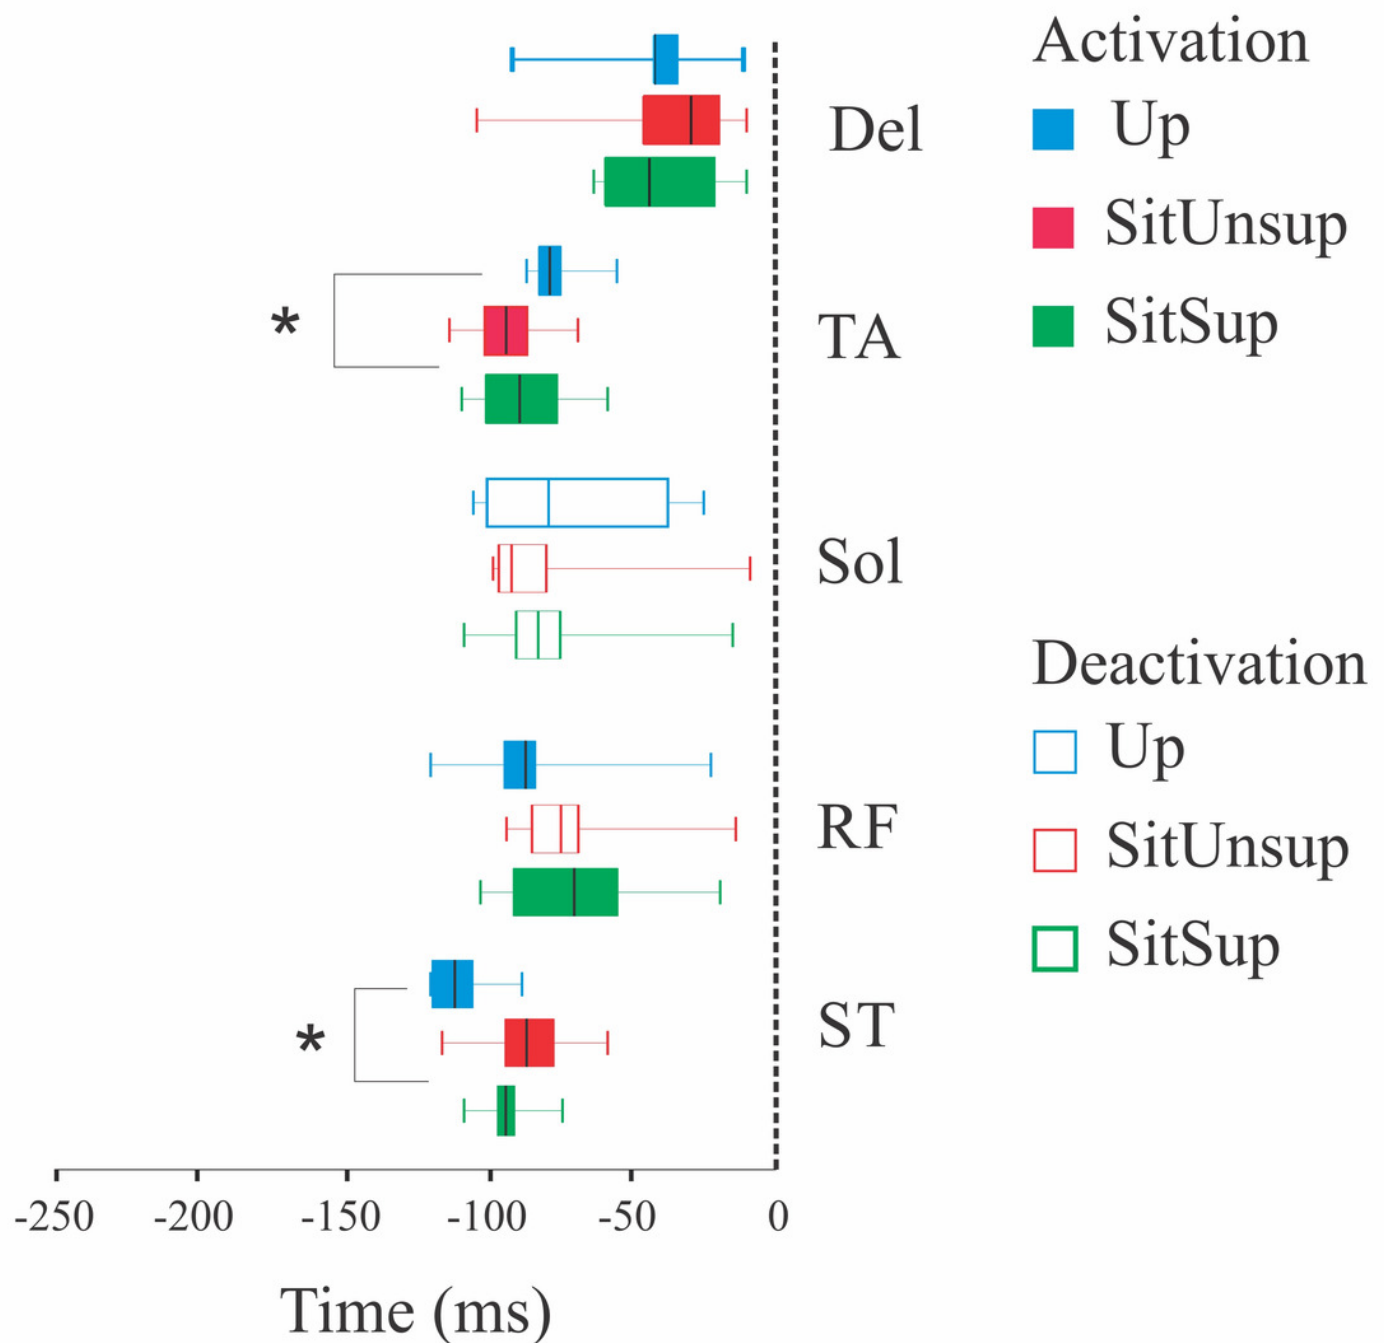 Activation
Up
SitUnsup
SitSup
Del
TA
*
Sol
Deactivation
Up
SitUnsup
SitSup
RF
ST
*
-250 -200 -150 -100 -50 0
Time (ms)